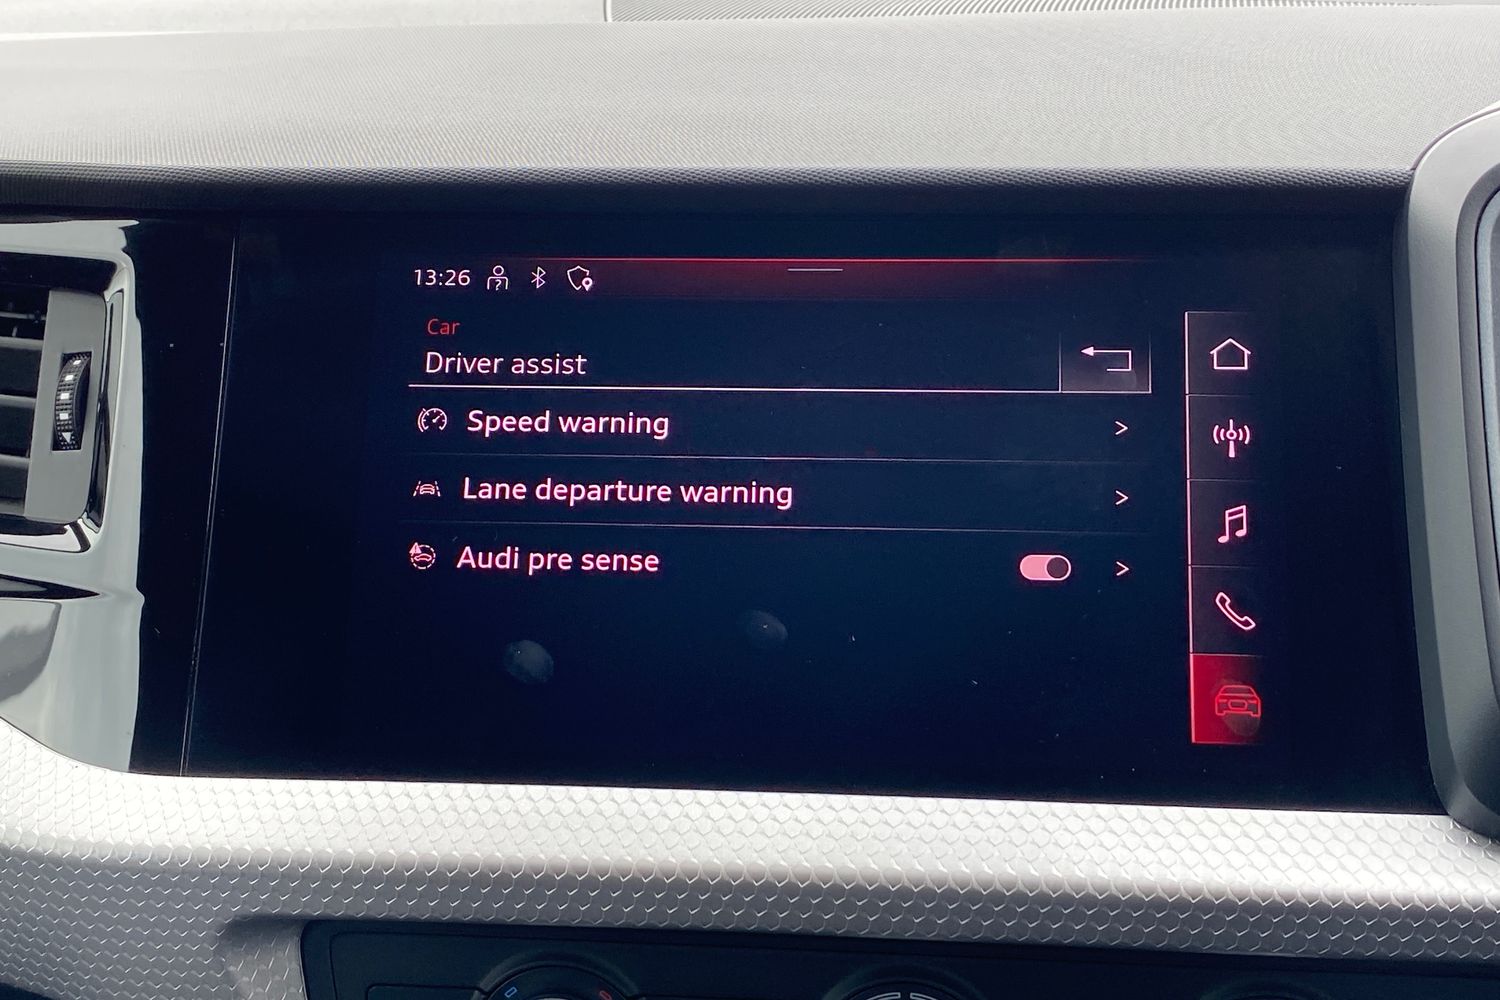 13:26
Car
Driver assist
Speed warning
Lane departure warning
Audi pre sense